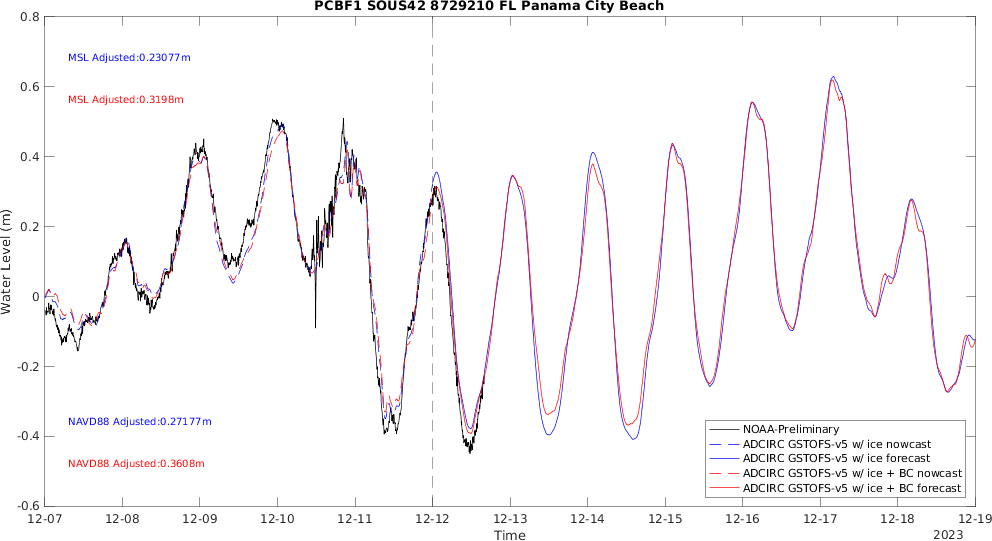 PCBF1 SOUS42 8729210 FL Panama City Beach
0.8
0.6
0.4
0.2
0
-0.2
-0.4
-0.6
Water Level (m)
MSL Adjusted:0.23077m
MSL Adjusted:0.3198m
NAVD88 Adjusted:0.27177m
NAVD88 Adjusted:0.3608m
NOAA-Preliminary
ADCIRC GSTOFS-v5 w/ ice nowcast
ADCIRC GSTOFS-v5 w/ ice forecast
ADCIRC GSTOFS-v5 w/ ice + BC nowcast
ADCIRC GSTOFS-v5 w/ ice + BC forecast
12-07 12-08 12-09 12-10 12-11 12-12 12-13 12-14 12-15 12-16 12-17 12-18 12-19
Time
2023